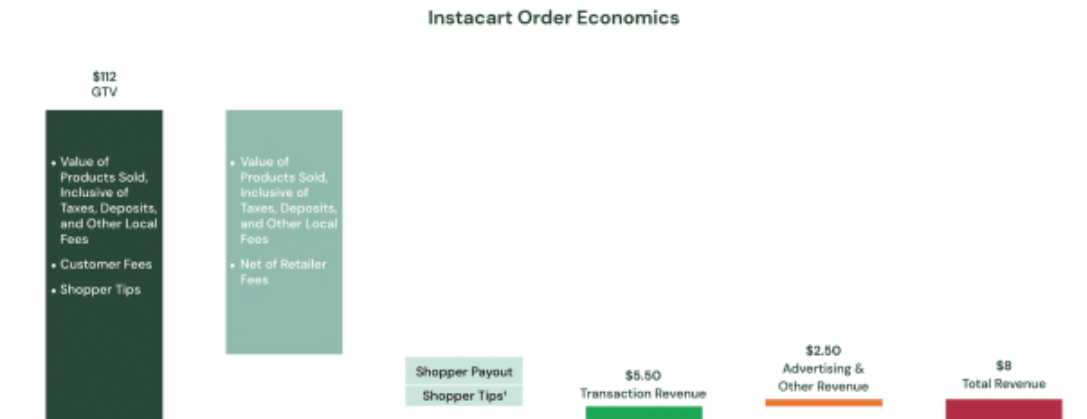 Instacart Order Economics
$112
GTV
• Value of
Products Sold,
Inclusive of
Taxes, Deposits,
and Other Local
Fees
• Customer Fees
• Shopper Tips
• Value of
Products Sold,
Inclusive of
Taxes, Deposits,
and Other Local
Fees
• Net of Retailer
Fees
Shopper Payout
Shopper Tips¹
$5.50
Transaction Revenue
$2.50
Advertising &
Other Revenue
$8
Total Revenue